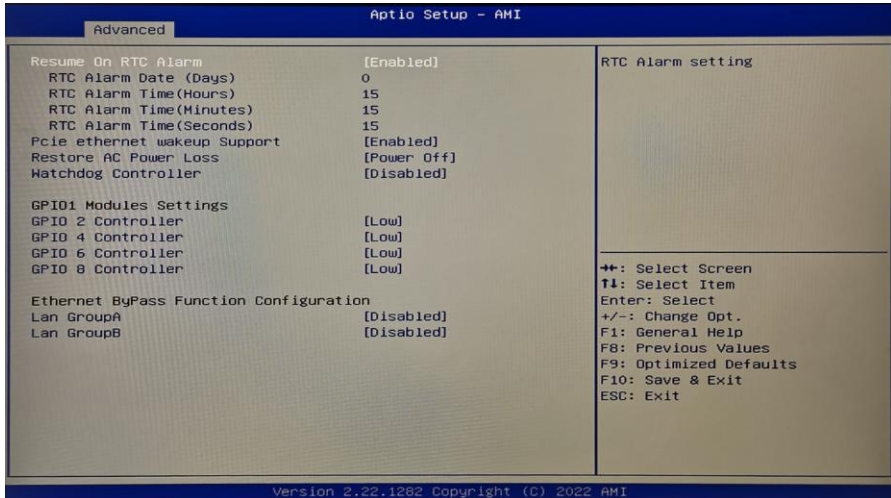 Aptio Setup - AMI
Advanced
Resume On RTC Alarm [Enabled]
RTC Alarm Date (Days) 0
RTC Alarm Time(Hours) 15
RTC Alarm Time(Minutes) 15
RTC Alarm Time(Seconds) 15
Pcie ethernet wakeup Support [Enabled]
Restore AC Power Loss [Power Off]
Watchdog Controller [Disabled]
GPIO1 Modules Settings
GPIO 2 Controller [Low]
GPIO 4 Controller [Low]
GPIO 6 Controller [Low]
GPIO 8 Controller [Low]
Ethernet ByPass Function Configuration
Lan GroupA [Disabled]
Lan GroupB [Disabled]
RTC Alarm setting
→←: Select Screen
↑↓: Select Item
Enter: Select
+/-: Change Opt.
F1: General Help
F8: Previous Values
F9: Optimized Defaults
F10: Save & Exit
ESC: Exit
Version 2.22.1282 Copyright (C) 2022 AMI